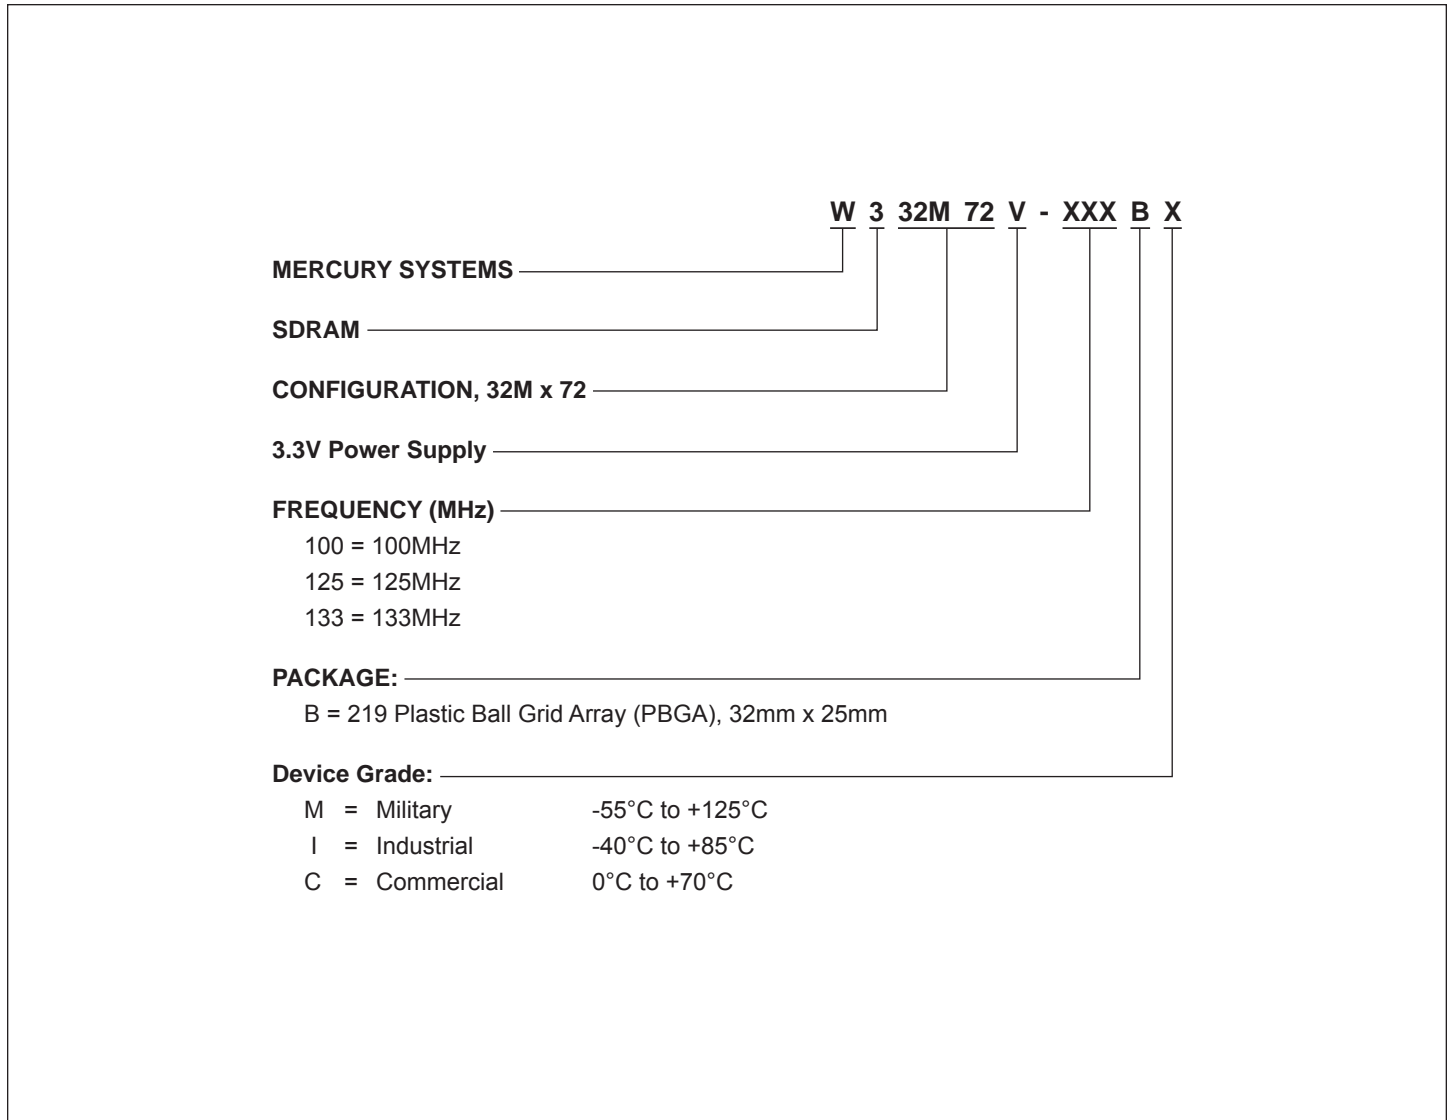 W 3 32M 72 V - XXX B X
MERCURY SYSTEMS
SDRAM
CONFIGURATION, 32M x 72
3.3V Power Supply
FREQUENCY (MHz)
100 = 100MHz
125 = 125MHz
133 = 133MHz
PACKAGE:
B = 219 Plastic Ball Grid Array (PBGA), 32mm x 25mm
Device Grade:
M = Military -55°C to +125°C
I = Industrial -40°C to +85°C
C = Commercial 0°C to +70°C